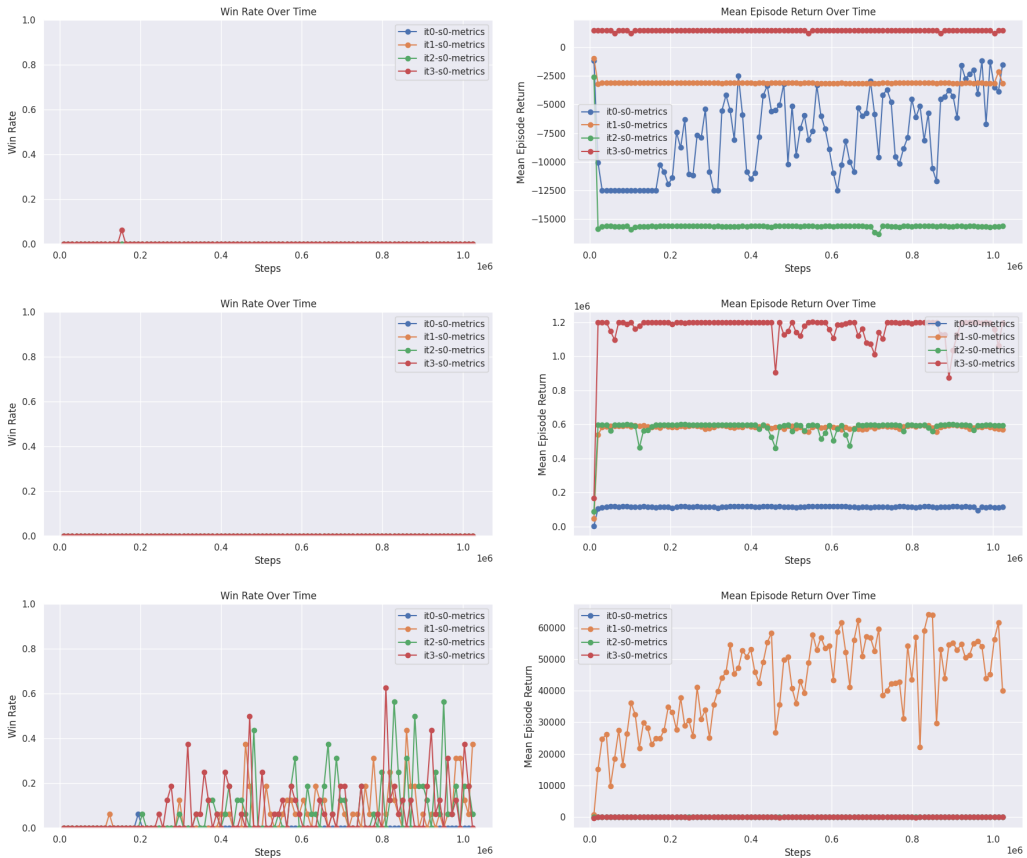 Win Rate Over Time
1.0
0.8
0.6
0.4
0.2
0.0
Win Rate
it0-s0-metrics
it1-s0-metrics
it2-s0-metrics
it3-s0-metrics
0.0 0.2 0.4 0.6 0.8 1.0
1e6
Steps
Mean Episode Return Over Time
0
−2500
−5000
−7500
−10000
−12500
−15000
Mean Episode Return
it0-s0-metrics
it1-s0-metrics
it2-s0-metrics
it3-s0-metrics
0.0 0.2 0.4 0.6 0.8 1.0
1e6
Steps
Win Rate Over Time
1.0
0.8
0.6
0.4
0.2
0.0
Win Rate
it0-s0-metrics
it1-s0-metrics
it2-s0-metrics
it3-s0-metrics
0.0 0.2 0.4 0.6 0.8 1.0
1e6
Steps
Mean Episode Return Over Time
1e6
1.2
1.0
0.8
0.6
0.4
0.2
0.0
Mean Episode Return
it0-s0-metrics
it1-s0-metrics
it2-s0-metrics
it3-s0-metrics
0.0 0.2 0.4 0.6 0.8 1.0
1e6
Steps
Win Rate Over Time
1.0
0.8
0.6
0.4
0.2
0.0
Win Rate
it0-s0-metrics
it1-s0-metrics
it2-s0-metrics
it3-s0-metrics
0.0 0.2 0.4 0.6 0.8 1.0
1e6
Steps
Mean Episode Return Over Time
60000
50000
40000
30000
20000
10000
0
Mean Episode Return
it0-s0-metrics
it1-s0-metrics
it2-s0-metrics
it3-s0-metrics
0.0 0.2 0.4 0.6 0.8 1.0
1e6
Steps